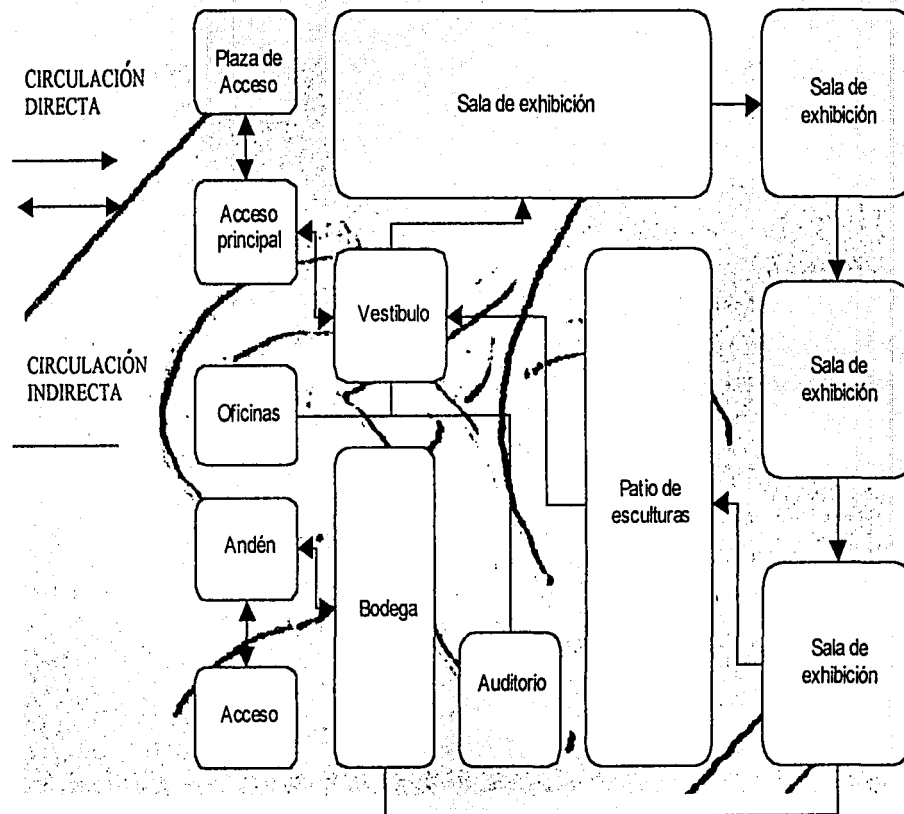 CIRCULACIÓN
DIRECTA
Plaza de
Acceso
Sala de exhibición
Sala de
exhibición
Acceso
principal
Vestíbulo
Sala de
exhibición
CIRCULACIÓN
INDIRECTA
Oficinas
Patio de
esculturas
Andén
Bodega
Sala de
exhibición
Auditorio
Acceso